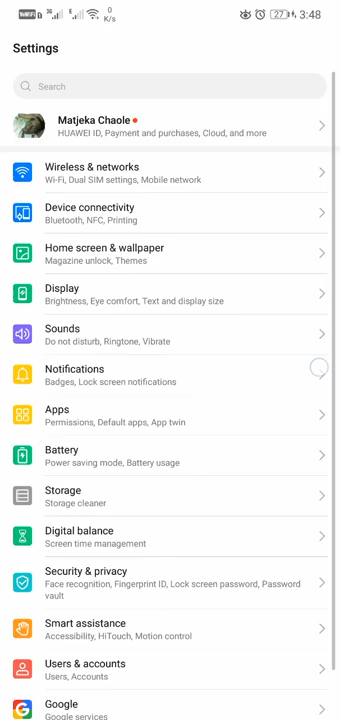 VoWiFi 3G E 0 K/s 27 3:48
Settings
Search
Matjeka Chaole
HUAWEI ID, Payment and purchases, Cloud, and more
Wireless & networks
Wi-Fi, Dual SIM settings, Mobile network
Device connectivity
Bluetooth, NFC, Printing
Home screen & wallpaper
Magazine unlock, Themes
Display
Brightness, Eye comfort, Text and display size
Sounds
Do not disturb, Ringtone, Vibrate
Notifications
Badges, Lock screen notifications
Apps
Permissions, Default apps, App twin
Battery
Power saving mode, Battery usage
Storage
Storage cleaner
Digital balance
Screen time management
Security & privacy
Face recognition, Fingerprint ID, Lock screen password, Password
vault
Smart assistance
Accessibility, HiTouch, Motion control
Users & accounts
Users, Accounts
Google
Google services